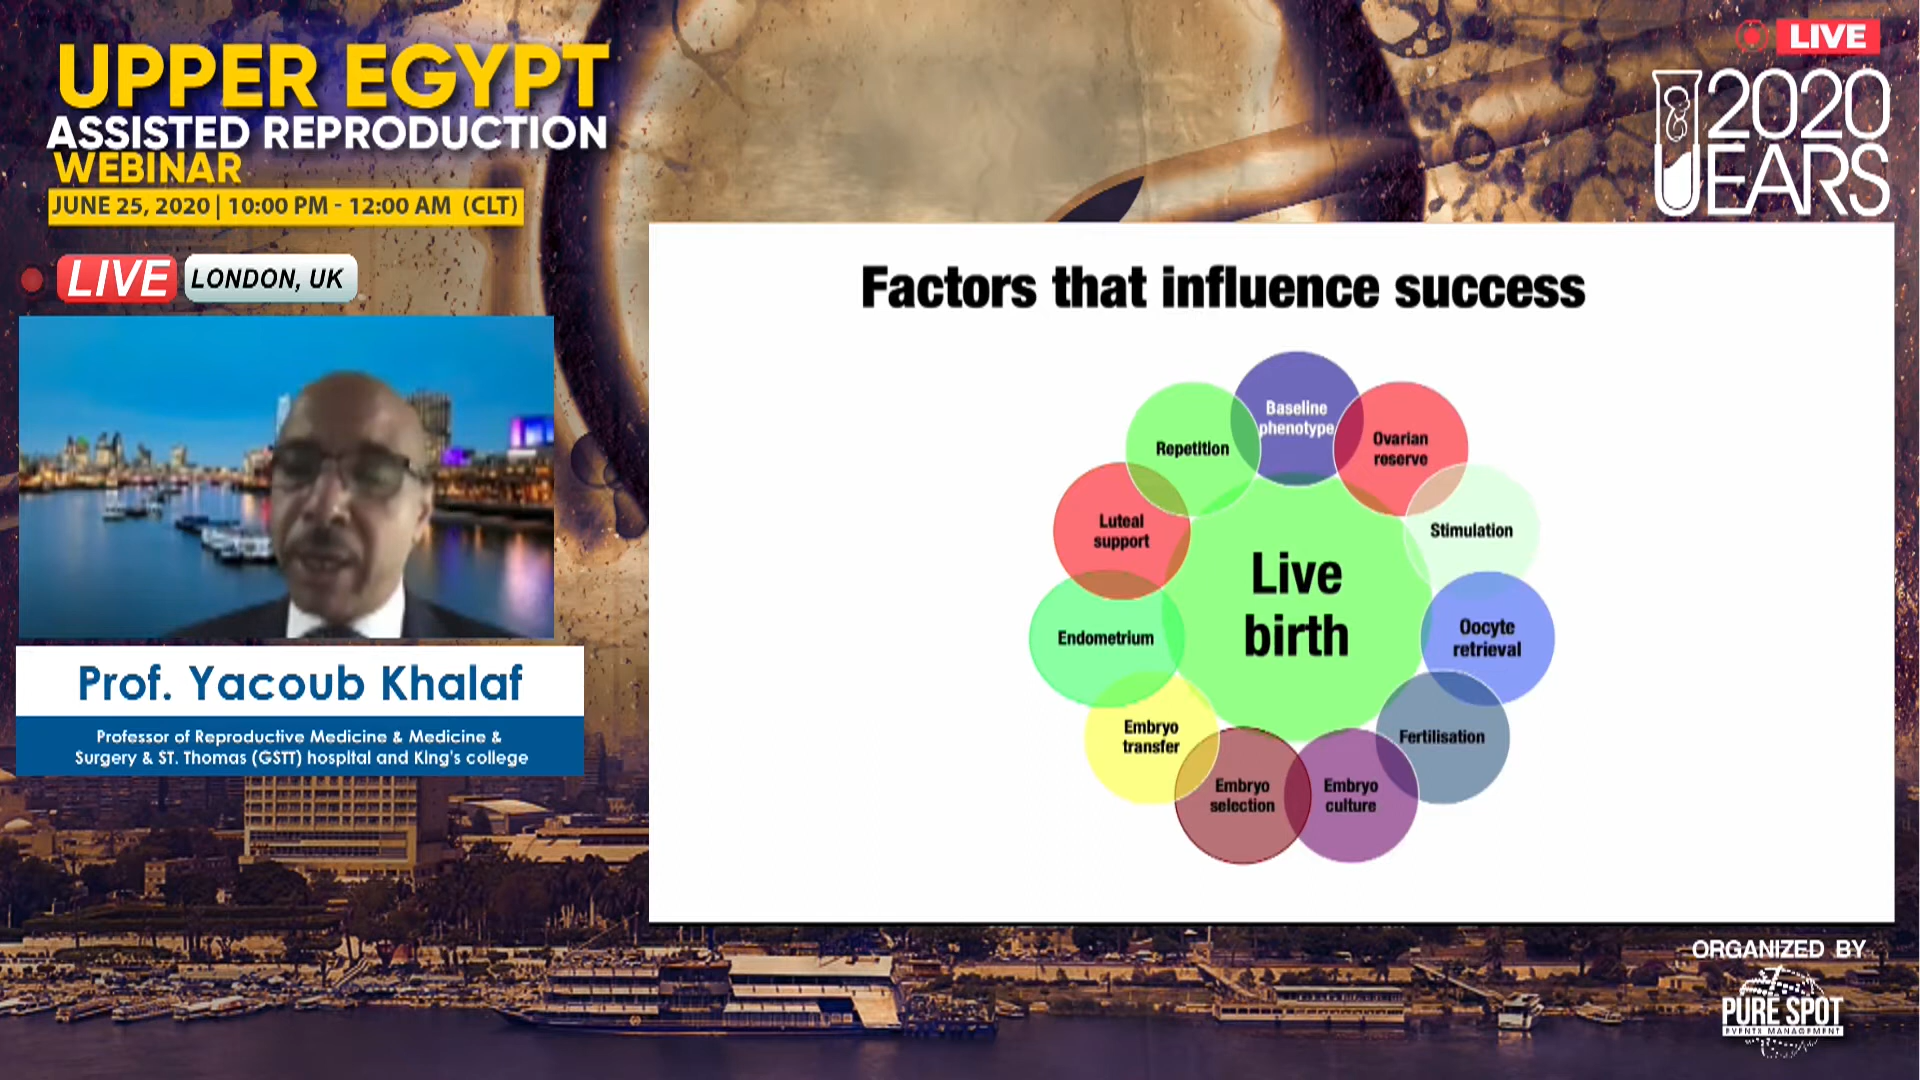 UPPER EGYPT
ASSISTED REPRODUCTION
WEBINAR
JUNE 25, 2020 | 10:00 PM - 12:00 AM (CLT)
LIVE
LONDON, UK
Prof. Yacoub Khalaf
Professor of Reproductive Medicine & Medicine &
Surgery & ST. Thomas (GSTT) hospital and King's college
LIVE
2020
UEARS
Factors that influence success
Baseline
phenotype
Ovarian
reserve
Stimulation
Oocyte
retrieval
Fertilisation
Embryo
culture
Embryo
selection
Embryo
transfer
Endometrium
Luteal
support
Repetition
Live
birth
ORGANIZED BY
PURE SPOT
EVENTS MANAGEMENT